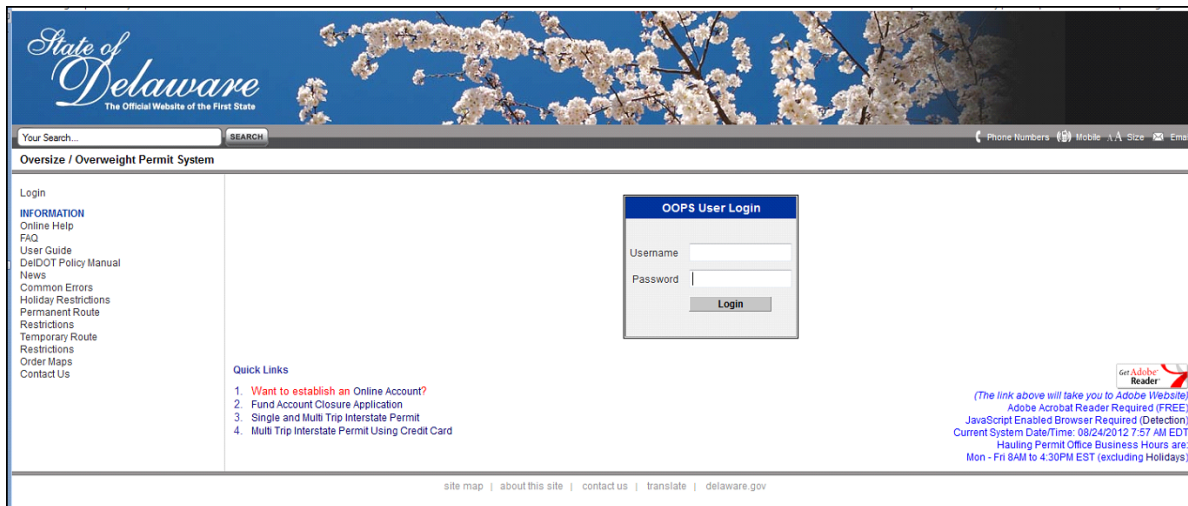 State of
Delaware
The Official Website of the First State
Your Search...
SEARCH
Phone Numbers
Mobile
A A Size
Oversize / Overweight Permit System
Login
INFORMATION
Online Help
FAQ
User Guide
DelDOT Policy Manual
News
Common Errors
Holiday Restrictions
Permanent Route
Restrictions
Temporary Route
Restrictions
Order Maps
Contact Us
OOPS User Login
Username
Password
Login
Quick Links
1. Want to establish an Online Account?
2. Fund Account Closure Application
3. Single and Multi Trip Interstate Permit
4. Multi Trip Interstate Permit Using Credit Card
Get Adobe
Reader
(The link above will take you to Adobe Website)
Adobe Acrobat Reader Required (FREE)
JavaScript Enabled Browser Required (Detection)
Current System Date/Time: 08/24/2012 7:57 AM EDT
Hauling Permit Office Business Hours are:
Mon - Fri 8AM to 4:30PM EST (excluding Holidays)
site map | about this site | contact us | translate | delaware.gov